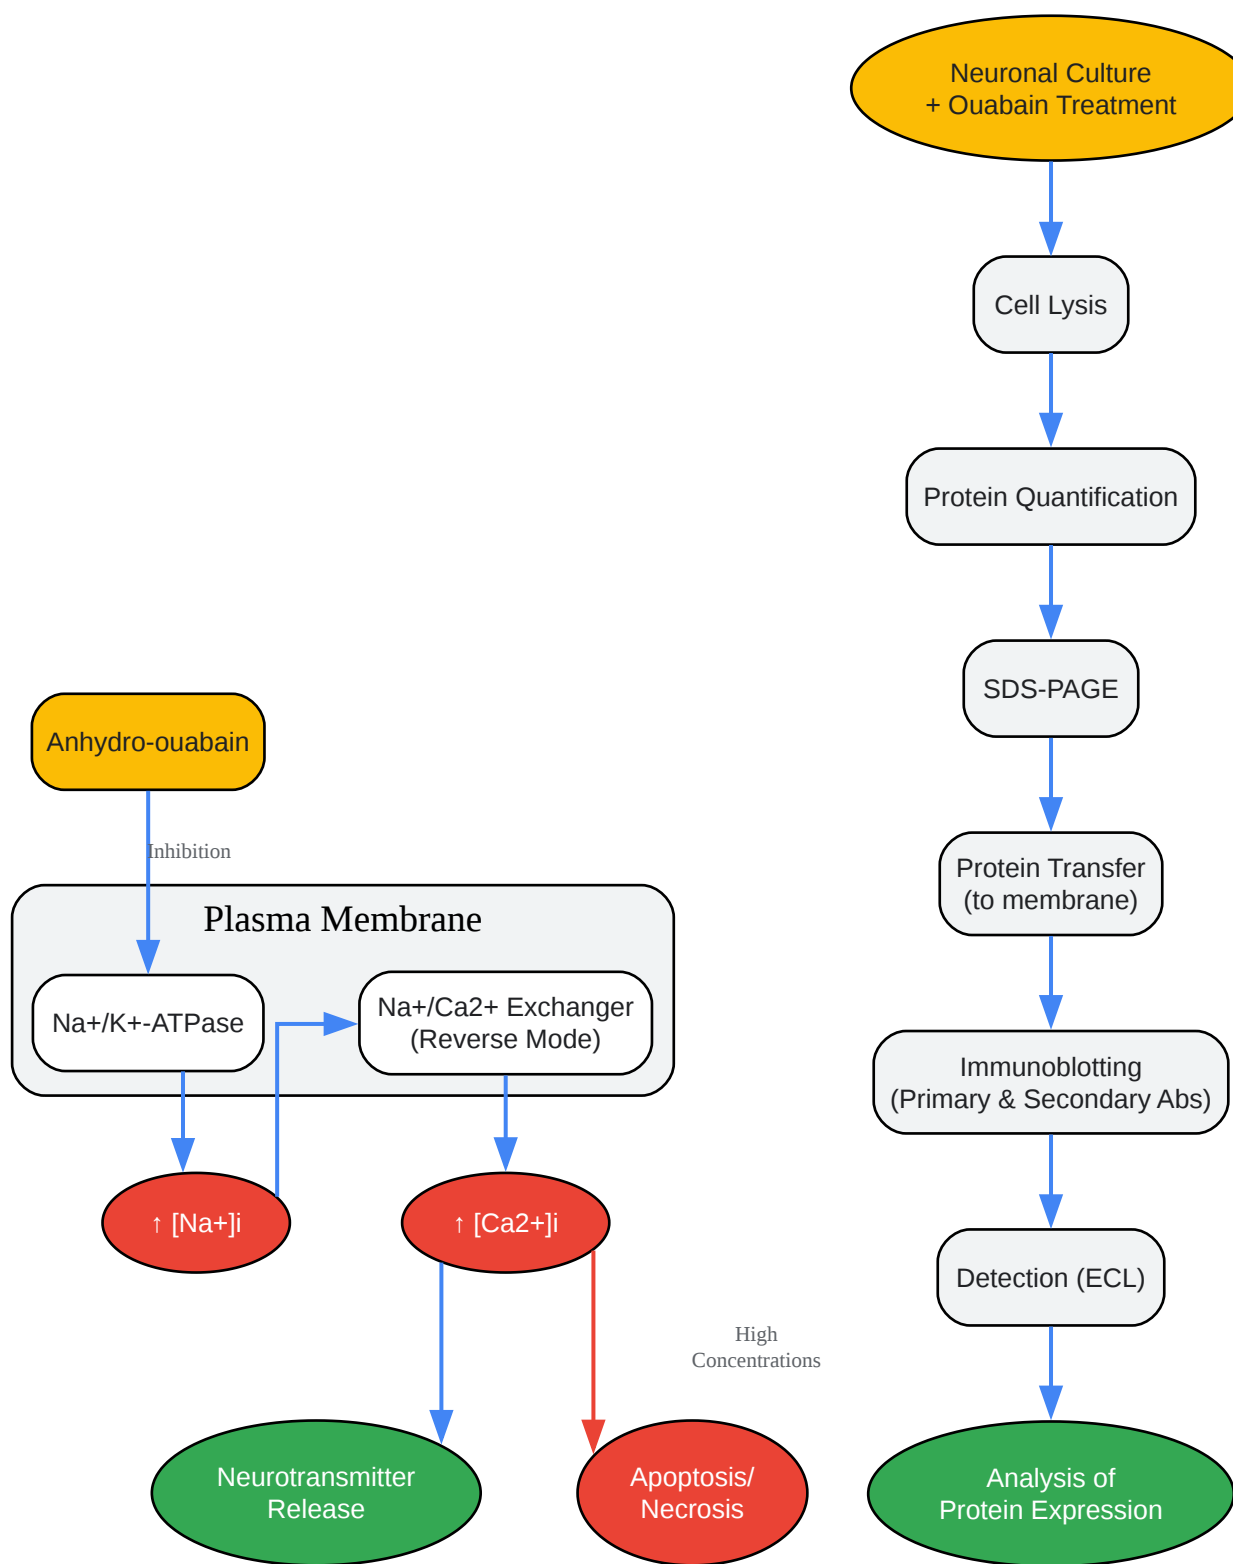 Neuronal Culture
+ Ouabain Treatment
Cell Lysis
Protein Quantification
SDS-PAGE
Protein Transfer
(to membrane)
Immunoblotting
(Primary & Secondary Abs)
Detection (ECL)
Analysis of
Protein Expression
Anhydro-ouabain
Inhibition
Plasma Membrane
Na+/K+-ATPase
Na+/Ca2+ Exchanger
(Reverse Mode)
↑ [Na+]i
↑ [Ca2+]i
High
Concentrations
Neurotransmitter
Release
Apoptosis/
Necrosis